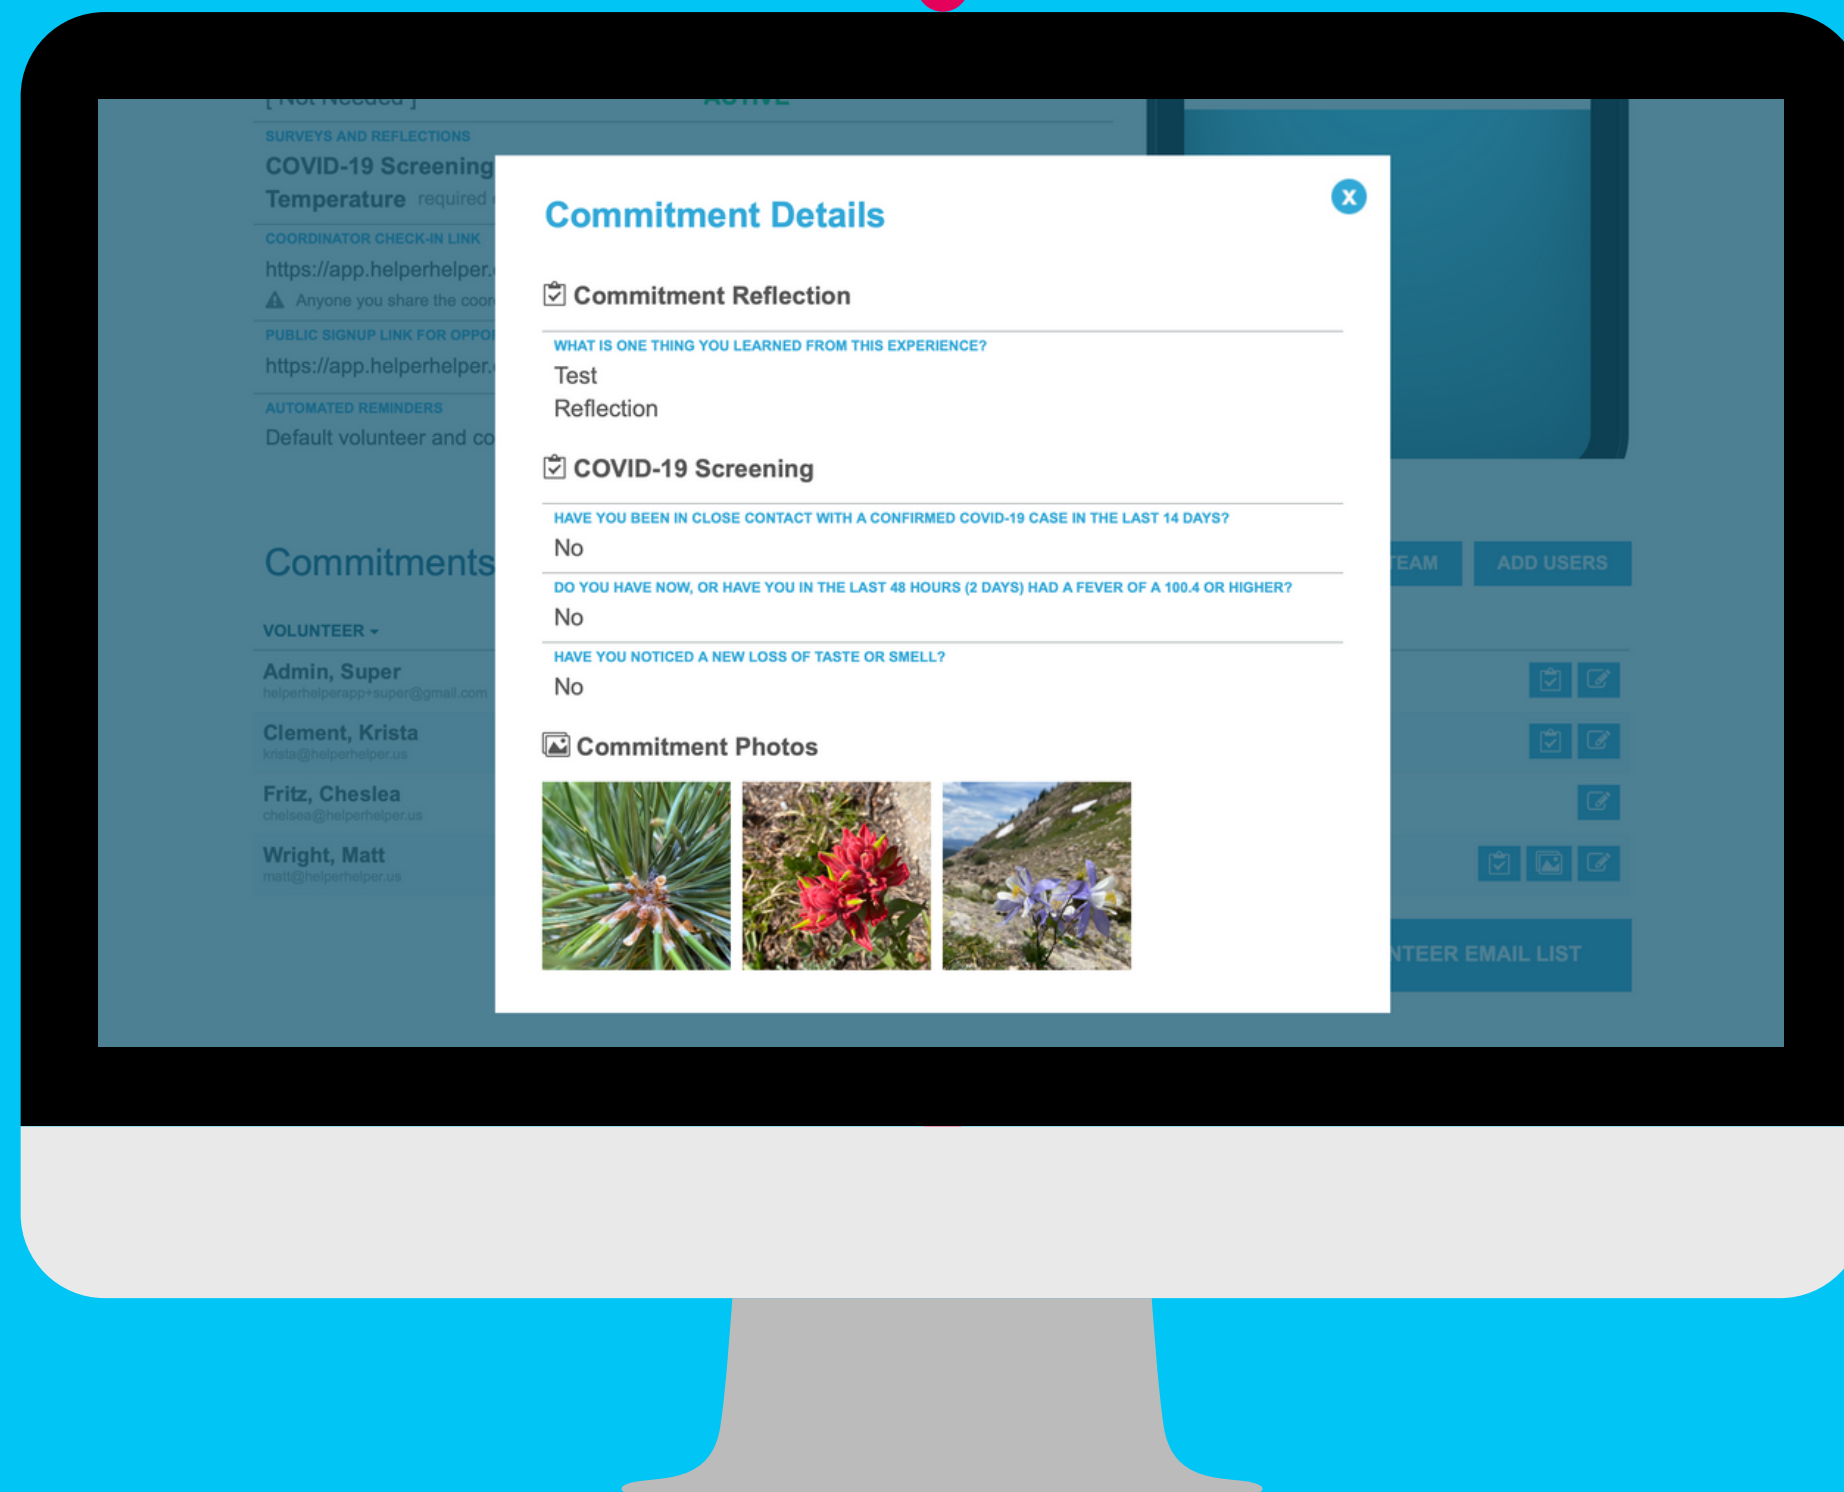 [ Not Needed ]
ACTIVE
SURVEYS AND REFLECTIONS
COVID-19 Screening
Temperature required
COORDINATOR CHECK-IN LINK
https://app.helperhelper.
Anyone you share the coor
PUBLIC SIGNUP LINK FOR OPPO
https://app.helperhelper.
AUTOMATED REMINDERS
Default volunteer and co
Commitments
TEAM
ADD USERS
VOLUNTEER
Admin, Super
helperhelperapp+super@gmail.com
Clement, Krista
krista@helperhelper.us
Fritz, Cheslea
chelsea@helperhelper.us
Wright, Matt
matt@helperhelper.us
NTEER EMAIL LIST
Commitment Details
X
Commitment Reflection
WHAT IS ONE THING YOU LEARNED FROM THIS EXPERIENCE?
Test
Reflection
COVID-19 Screening
HAVE YOU BEEN IN CLOSE CONTACT WITH A CONFIRMED COVID-19 CASE IN THE LAST 14 DAYS?
No
DO YOU HAVE NOW, OR HAVE YOU IN THE LAST 48 HOURS (2 DAYS) HAD A FEVER OF A 100.4 OR HIGHER?
No
HAVE YOU NOTICED A NEW LOSS OF TASTE OR SMELL?
No
Commitment Photos